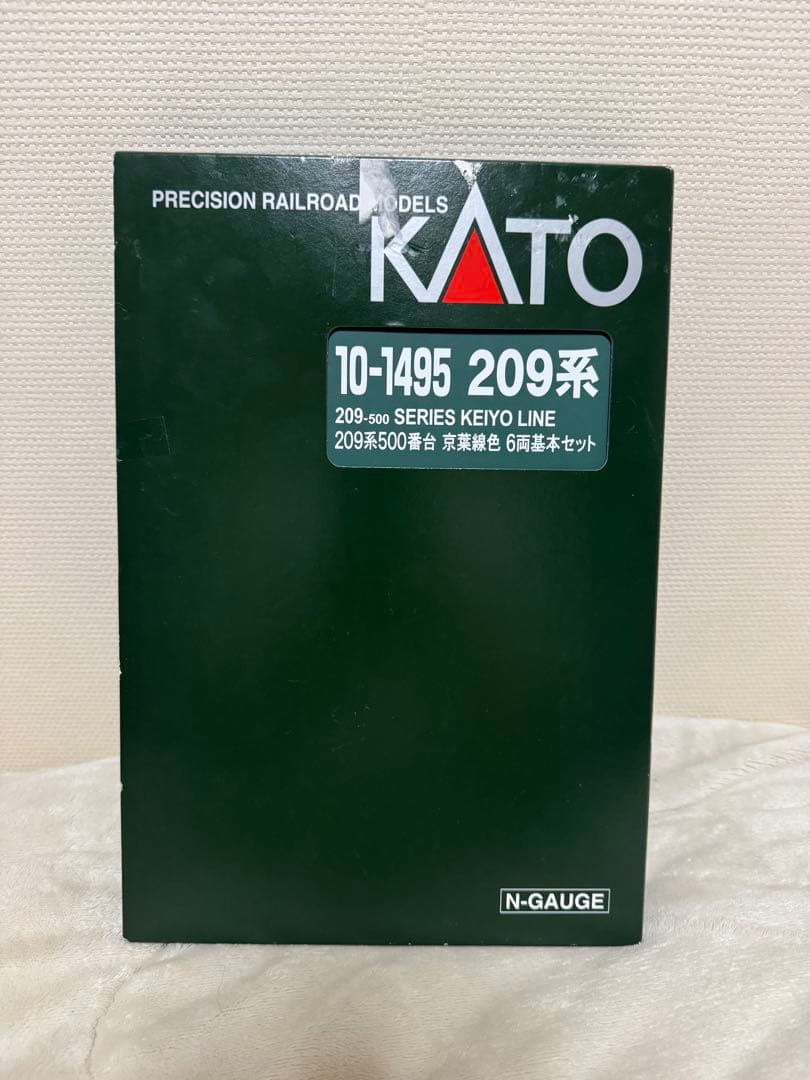 PRECISION RAILROAD MODELS
KATO
10-1495 209系
209-500 SERIES KEIYO LINE
209系500番台 京葉線色 6両基本セット
N-GAUGE